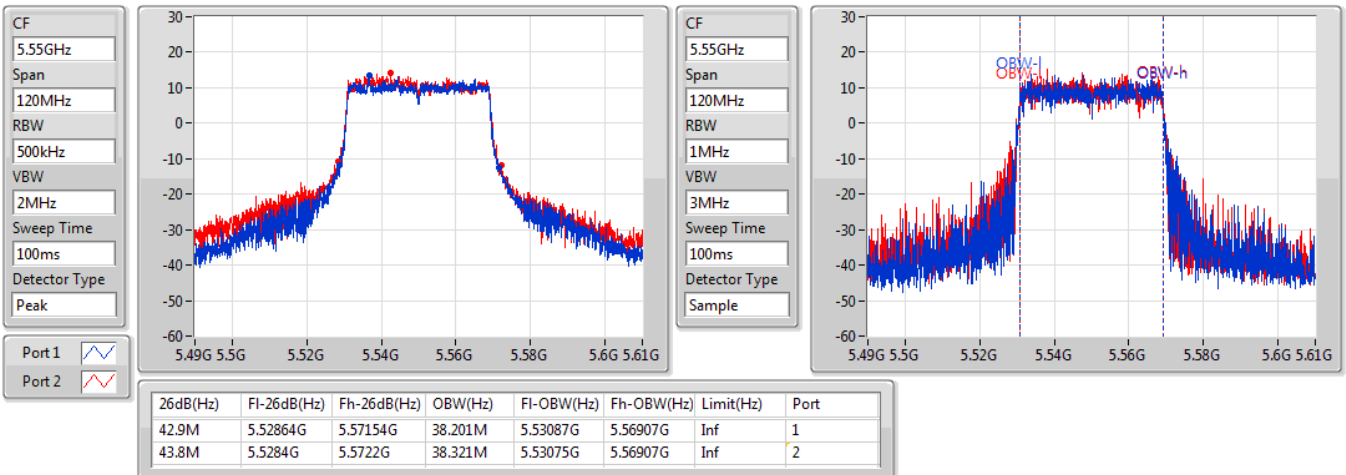 CF
5.55GHz
Span
120MHz
RBW
500kHz
VBW
2MHz
Sweep Time
100ms
Detector Type
Peak
Port 1
Port 2
30
20
10
0
-10
-20
-30
-40
-50
-60
5.49G 5.5G 5.52G 5.54G 5.56G 5.58G 5.6G 5.61G
CF
5.55GHz
Span
120MHz
RBW
1MHz
VBW
3MHz
Sweep Time
100ms
Detector Type
Sample
30
20
10
0
-10
-20
-30
-40
-50
-60
OBW-l
OBW-l
OBW-h
5.49G 5.5G 5.52G 5.54G 5.56G 5.58G 5.6G 5.61G
26dB(Hz) Fl-26dB(Hz) Fh-26dB(Hz) OBW(Hz) Fl-OBW(Hz) Fh-OBW(Hz) Limit(Hz) Port
42.9M 5.52864G 5.57154G 38.201M 5.53087G 5.56907G Inf 1
43.8M 5.5284G 5.5722G 38.321M 5.53075G 5.56907G Inf 2